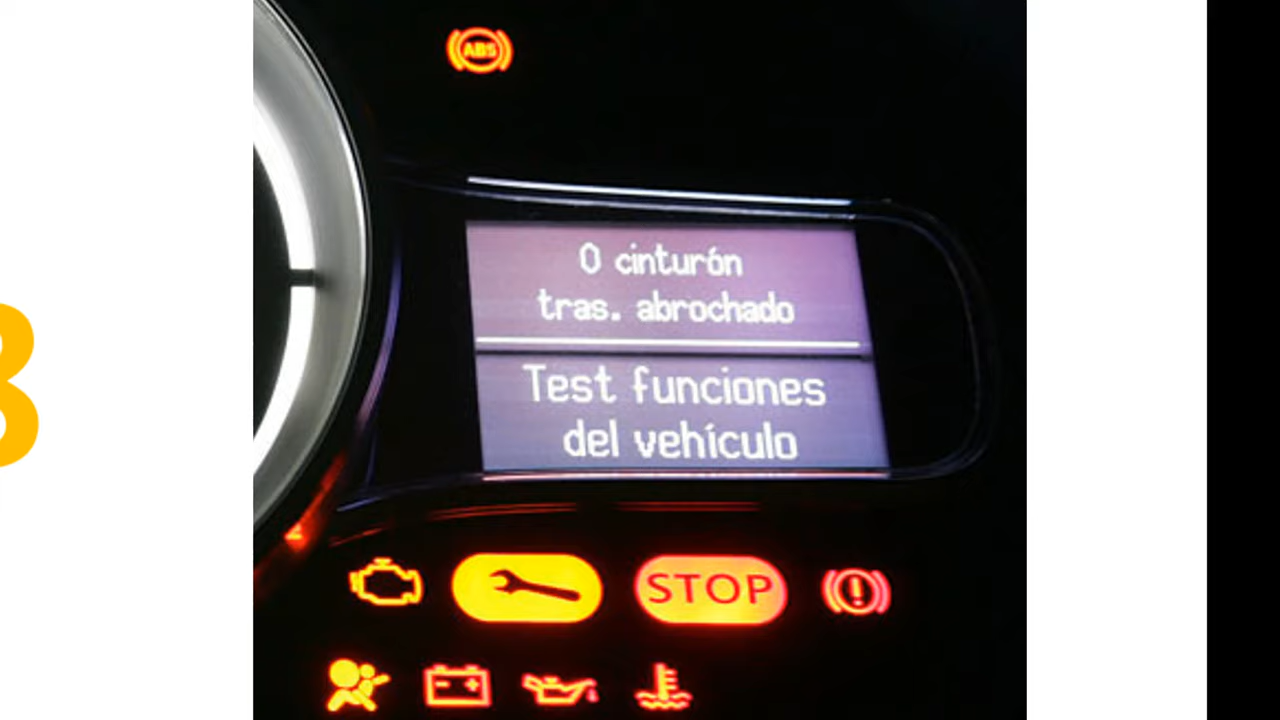 ABS
0 cinturón
tras. abrochado
Test funciones
del vehículo
STOP